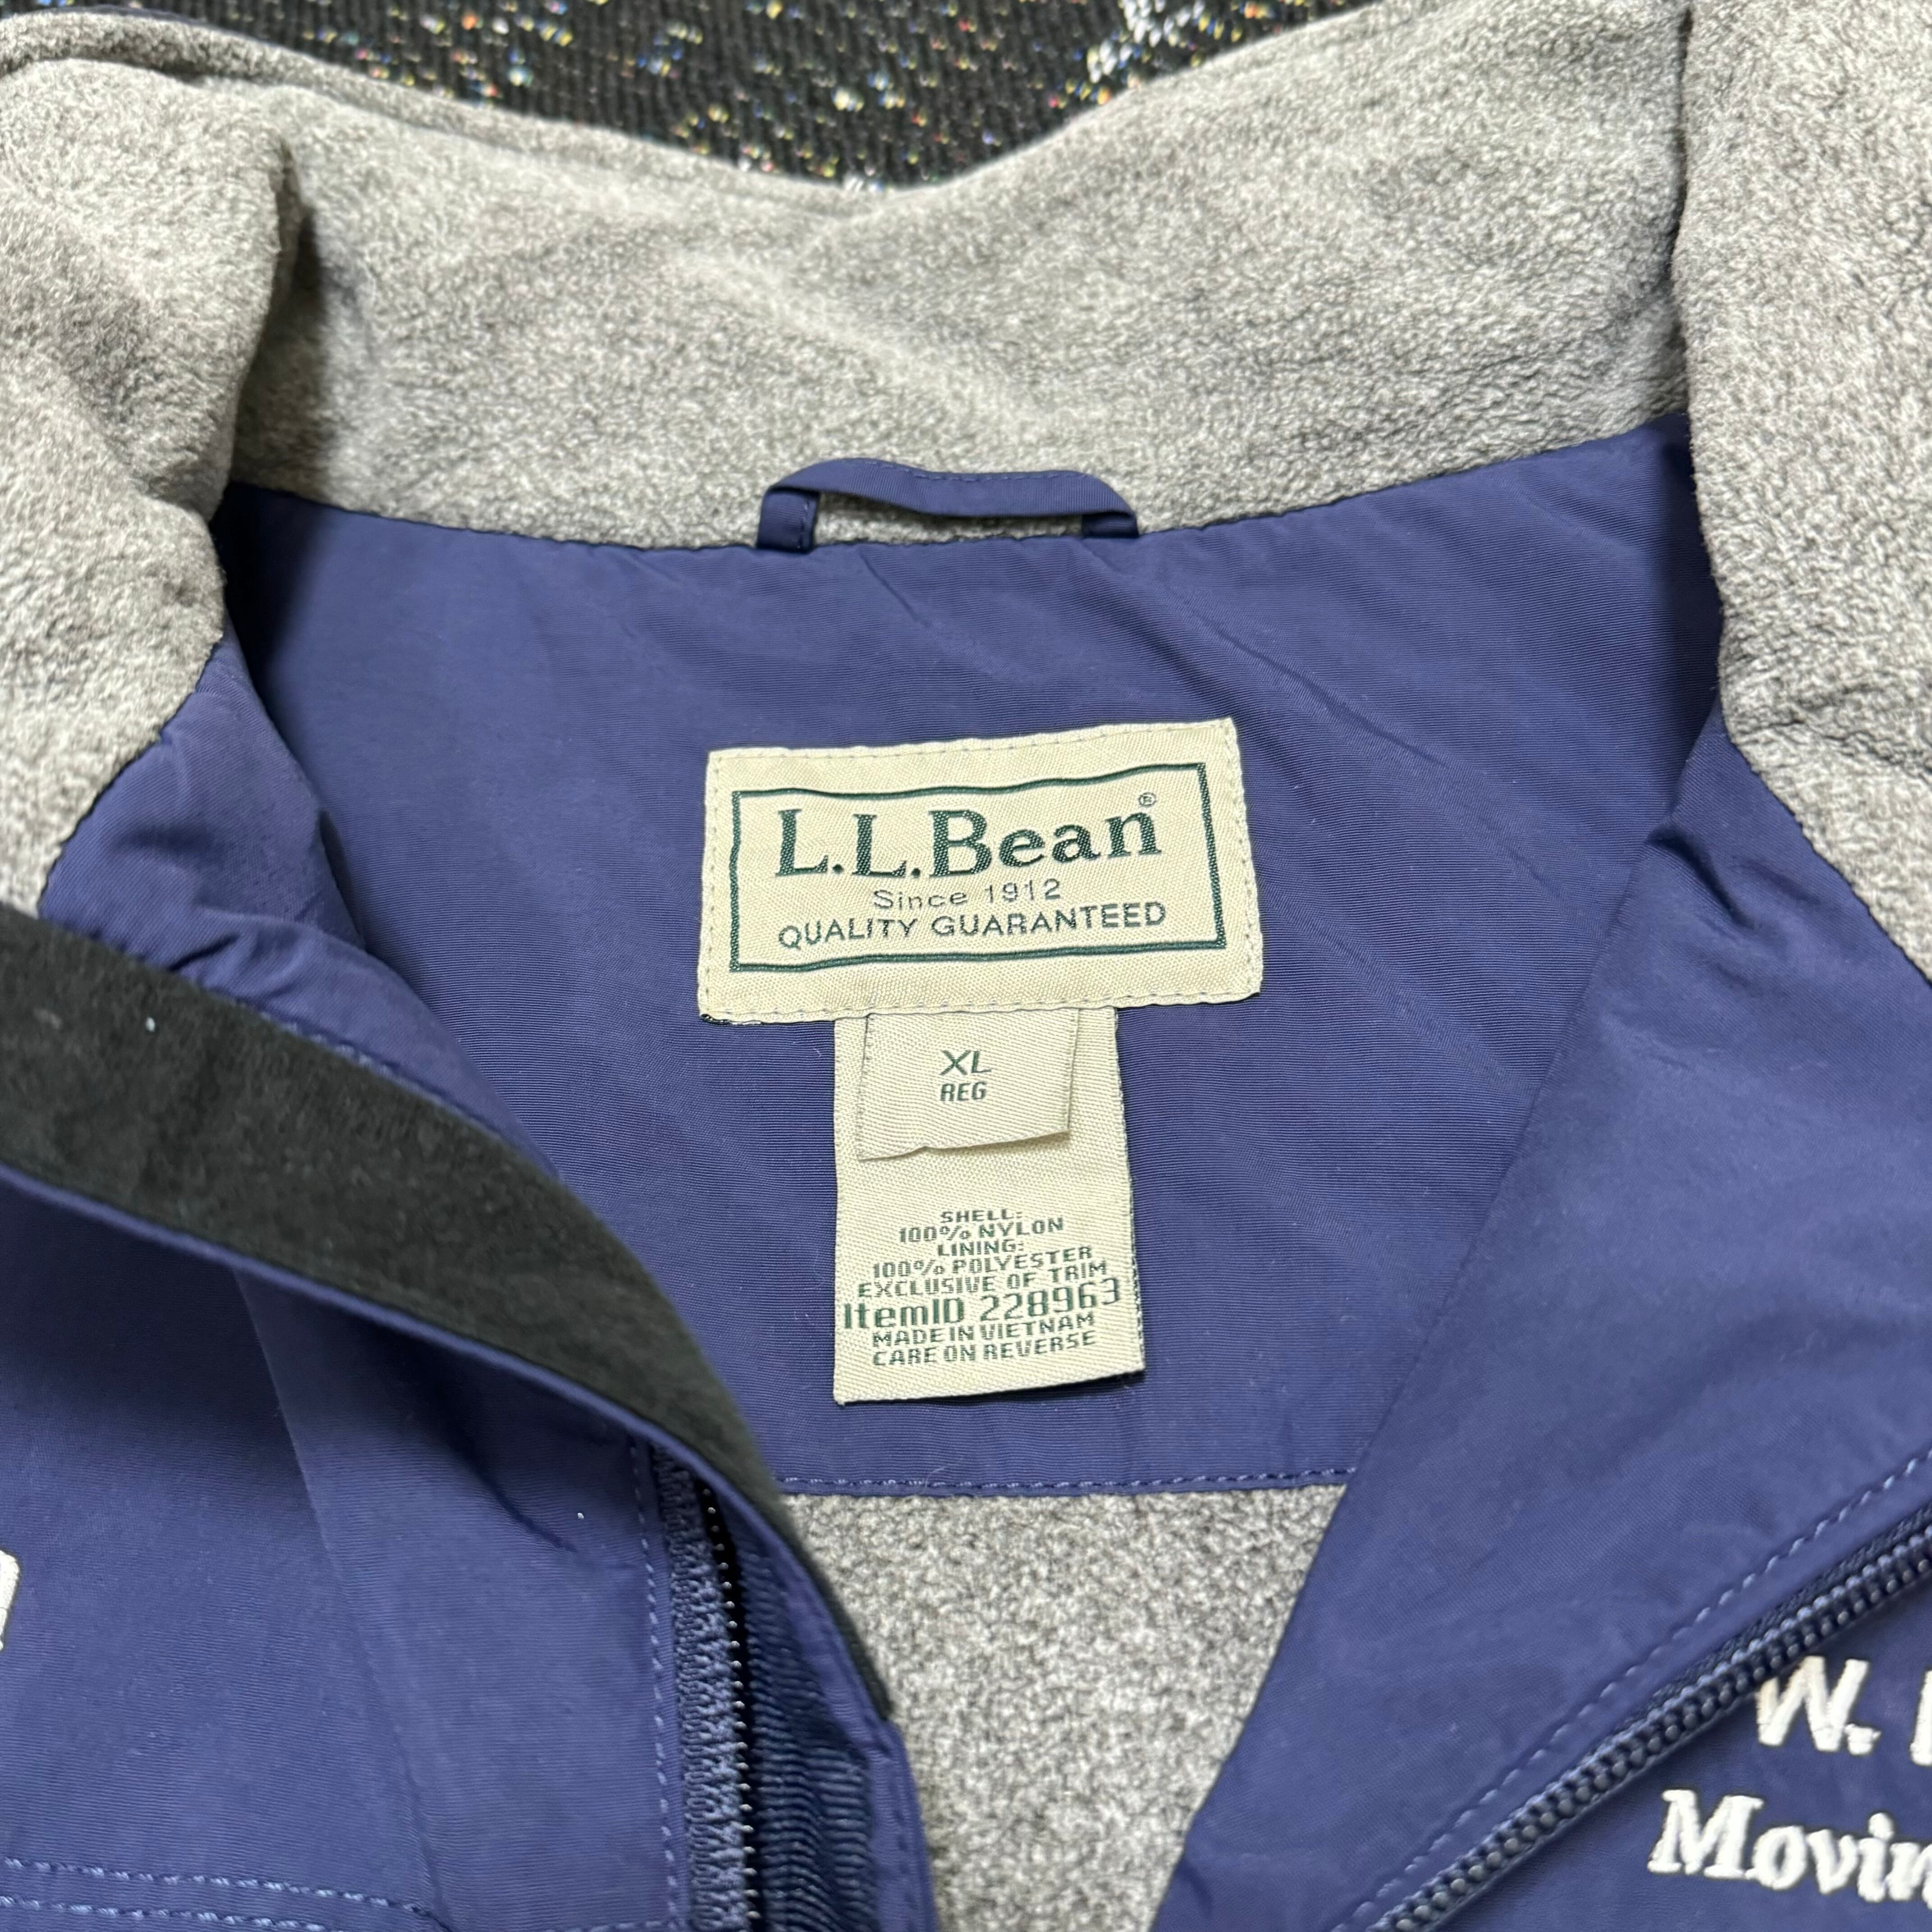 L.L.Bean®
Since 1912
QUALITY GUARANTEED
XL
REG
SHELL:
100% NYLON
LINING:
100% POLYESTER
EXCLUSIVE OF TRIM
ItemID 228963
MADE IN VIETNAM
CARE ON REVERSE
W.
Movin